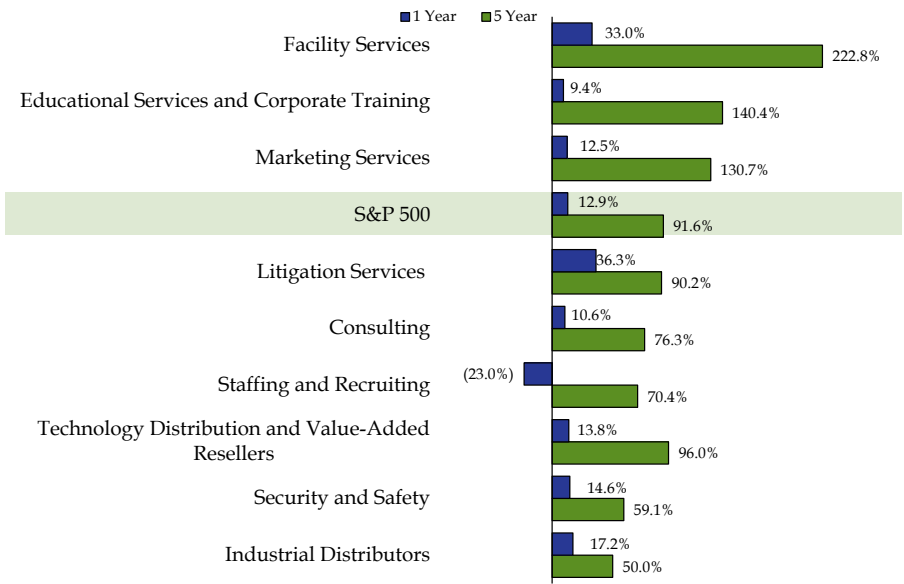 1 Year 5 Year
Facility Services
33.0%
222.8%
Educational Services and Corporate Training
9.4%
140.4%
Marketing Services
12.5%
130.7%
S&P 500
12.9%
91.6%
Litigation Services
36.3%
90.2%
Consulting
10.6%
76.3%
Staffing and Recruiting
(23.0%)
70.4%
Technology Distribution and Value-Added
Resellers
13.8%
96.0%
Security and Safety
14.6%
59.1%
Industrial Distributors
17.2%
50.0%